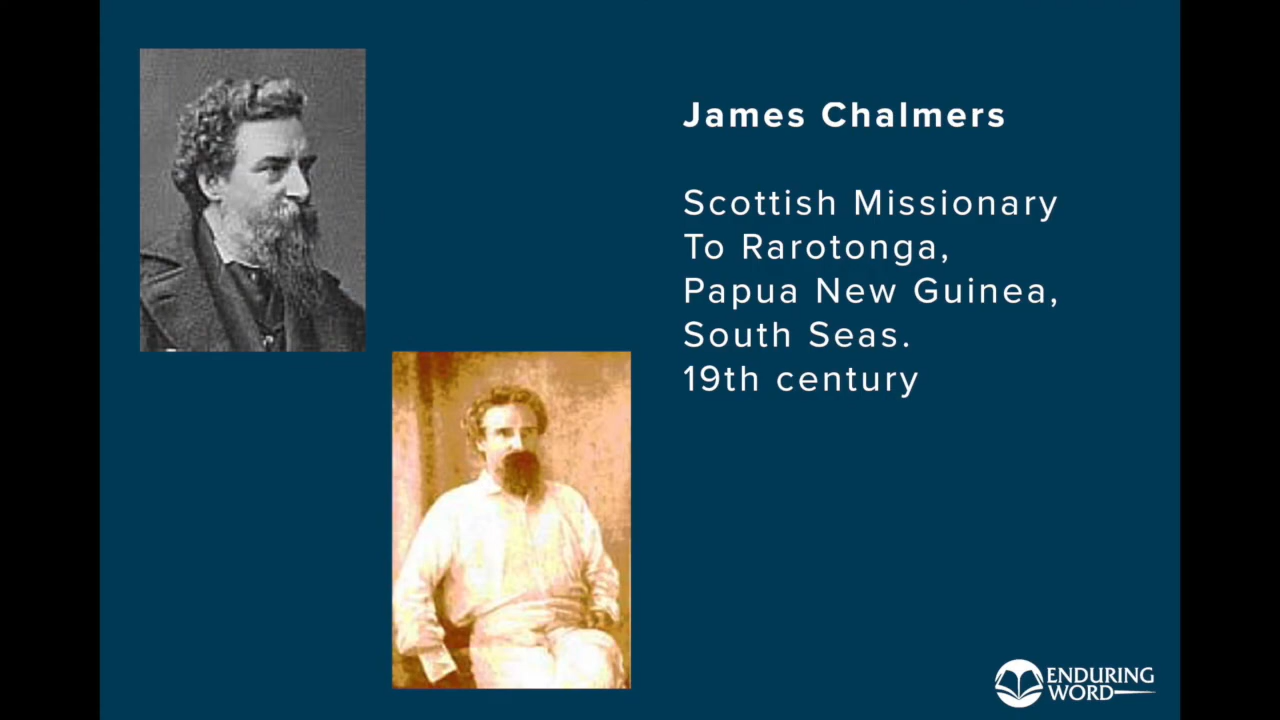 James Chalmers
Scottish Missionary
To Rarotonga,
Papua New Guinea,
South Seas.
19th century
ENDURING
WORD